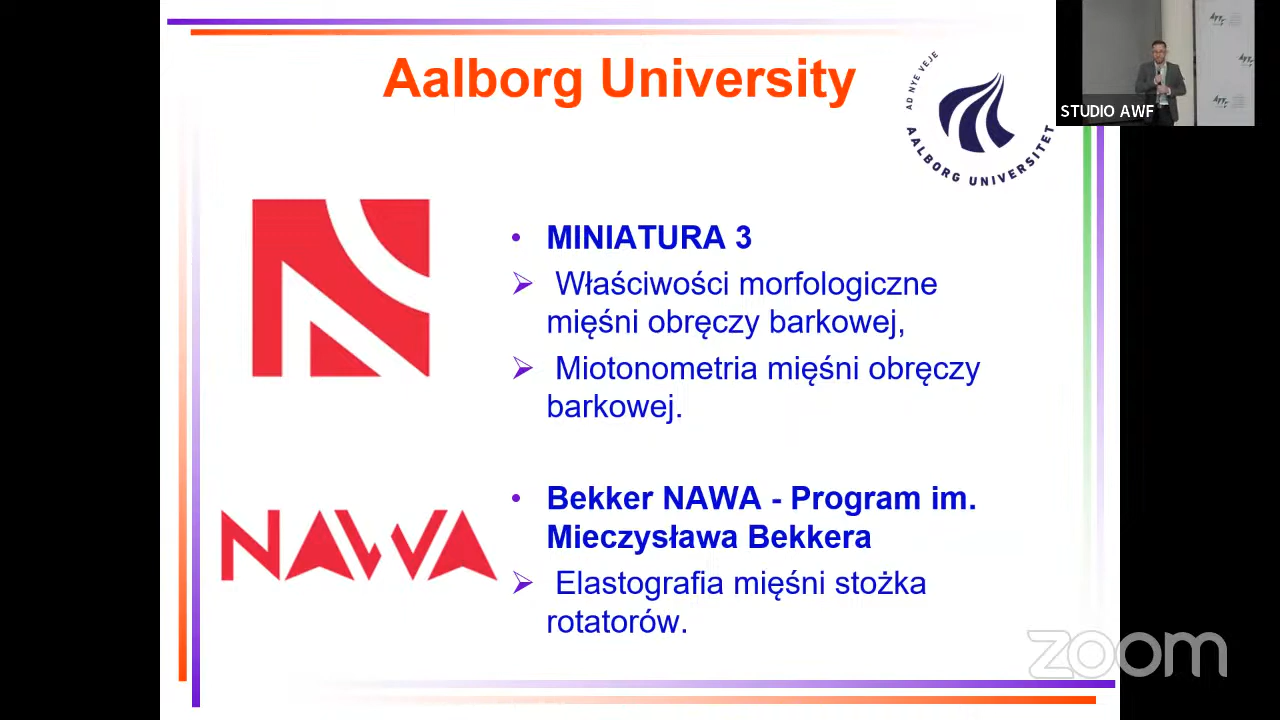 Aalborg University
AD NYE VEJE
AALBORG UNIVERSITET
STUDIO AWF
• MINIATURA 3
➢ Właściwości morfologiczne
mięśni obręczy barkowej,
➢ Miotonometria mięśni obręczy
barkowej.
NAWA
• Bekker NAWA - Program im.
Mieczysława Bekkera
➢ Elastografia mięśni stożka
rotatorów.
zoom